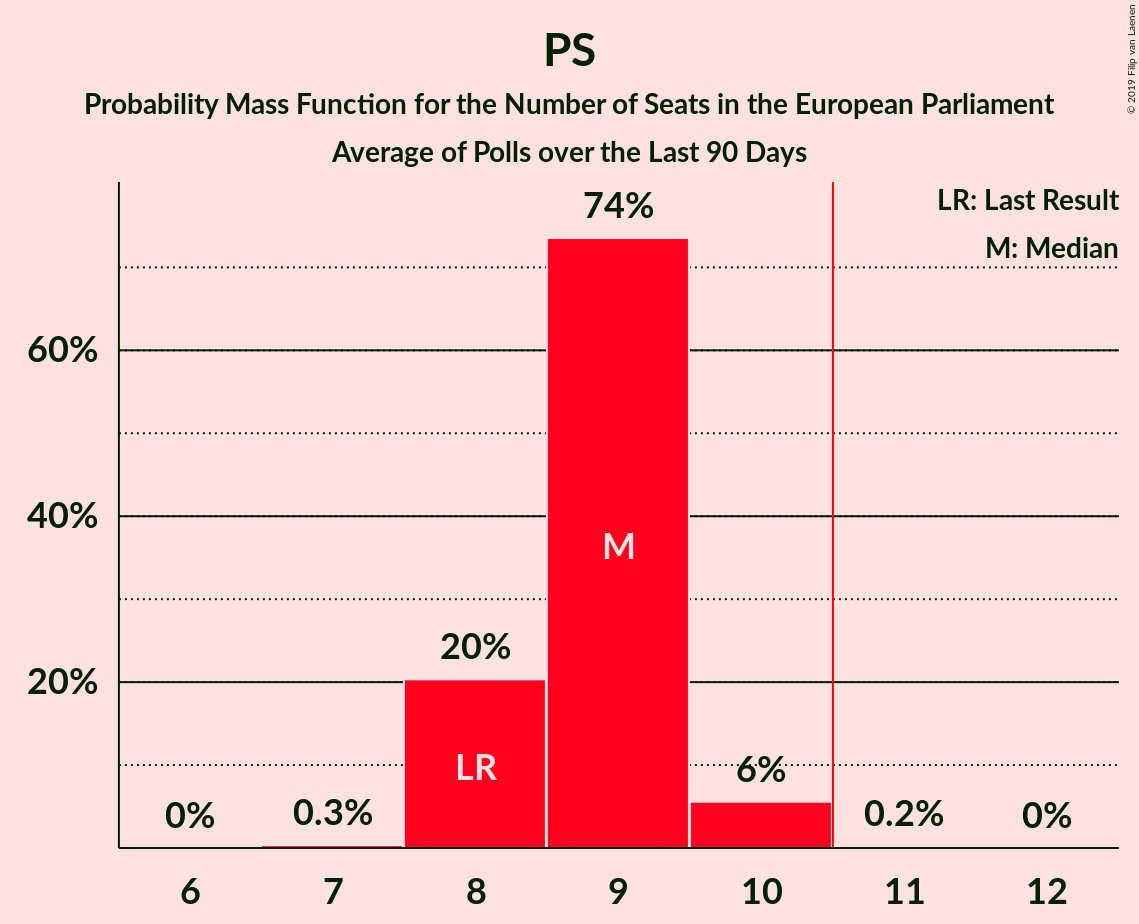 PS
Probability Mass Function for the Number of Seats in the European Parliament
Average of Polls over the Last 90 Days
© 2019 Filip van Laenen
LR: Last Result
M: Median
74%
60%
M
40%
20%
20%
LR
6%
0%
0.3%
0.2%
0%
6 7 8 9 10 11 12